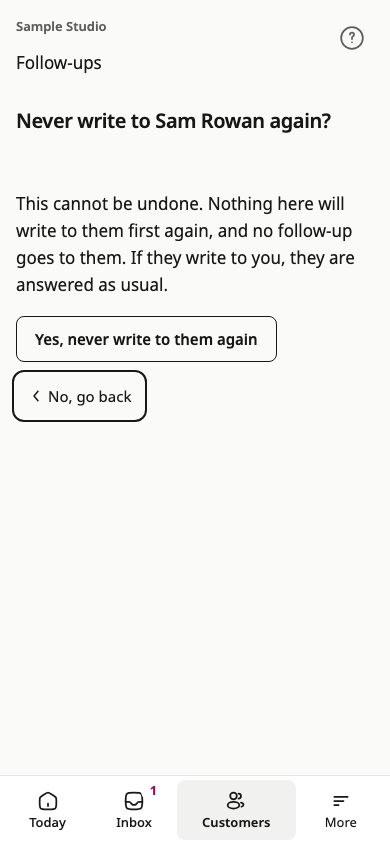 Sample Studio
Follow-ups
Never write to Sam Rowan again?
This cannot be undone. Nothing here will
write to them first again, and no follow-up
goes to them. If they write to you, they are
answered as usual.
Yes, never write to them again
No, go back
1
Today
Inbox
Customers
More